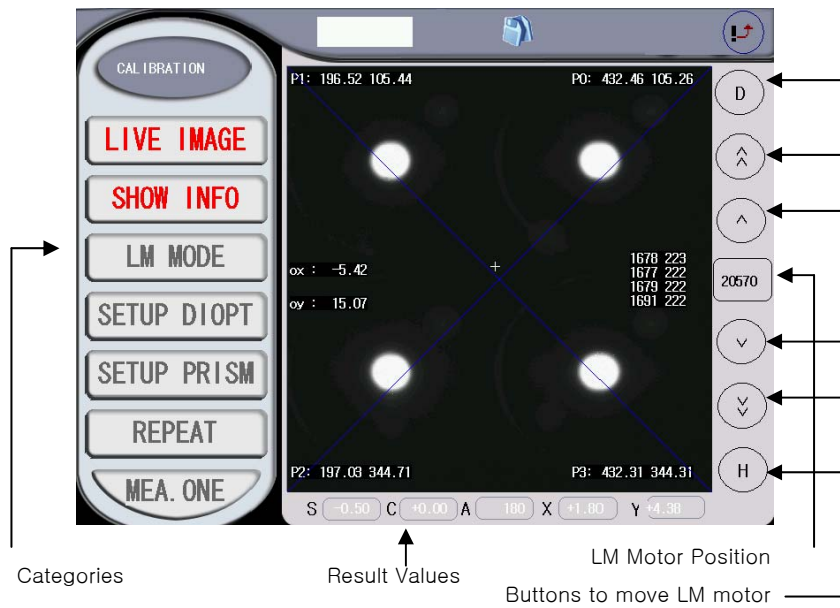 CALIBRATION
LIVE IMAGE
SHOW INFO
LM MODE
SETUP DIOPT
SETUP PRISM
REPEAT
MEA. ONE
P1: 196.52 105.44
P0: 432.46 105.26
ox : -5.42
oy : 15.07
1678 223
1677 222
1679 222
1691 222
P2: 197.03 344.71
P3: 432.31 344.31
S -0.50 C +0.00 A 180 X +1.80 Y +4.38
D
20570
H
Categories
Result Values
LM Motor Position
Buttons to move LM motor